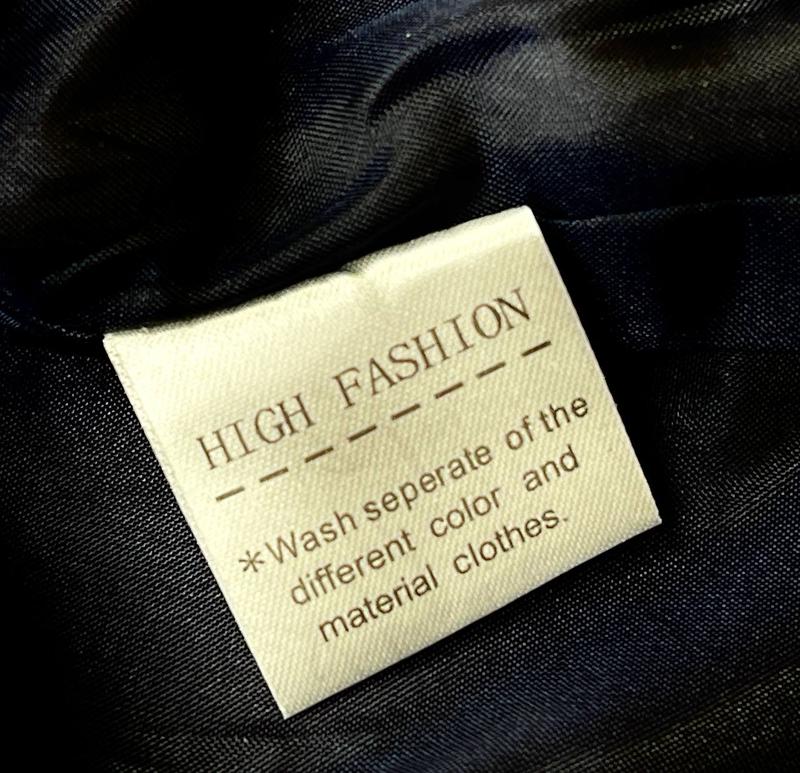 HIGH FASHION
— — — — — — — —
*Wash seperate of the
different color and
material clothes.